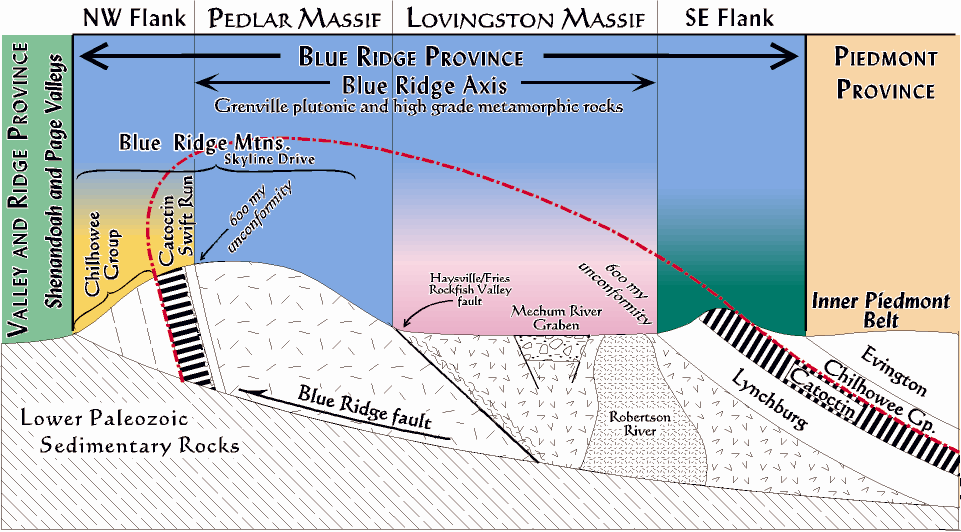 NW Flank
PEDLAR MASSIF
LOVINGSTON MASSIF
SE Flank
VALLEY AND RIDGE PROVINCE
Shenandoah and Page Valleys
BLUE RIDGE PROVINCE
Blue Ridge Axis
Grenville plutonic and high grade metamorphic rocks
PIEDMONT
PROVINCE
Blue Ridge Mtns.
Skyline Drive
Chilhowee
Group
Catoctin
Swift Run
600 my
unconformity
Haysville/Fries
Rockfish Valley
fault
Mechum River
Graben
600 my
unconformity
Inner Piedmont
Belt
Evington
Chilhowee Gp.
Catoctin
Lynchburg
Robertson
River
Blue Ridge fault
Lower Paleozoic
Sedimentary Rocks